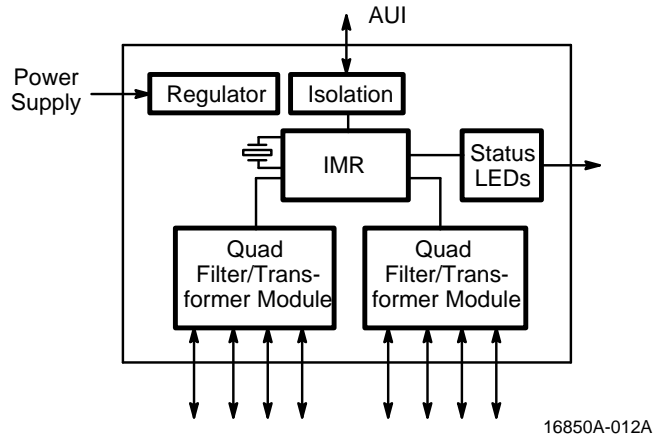 AUI
Power
Supply
Regulator
Isolation
IMR
Status
LEDs
Quad
Filter/Trans-
former Module
Quad
Filter/Trans-
former Module
16850A-012A